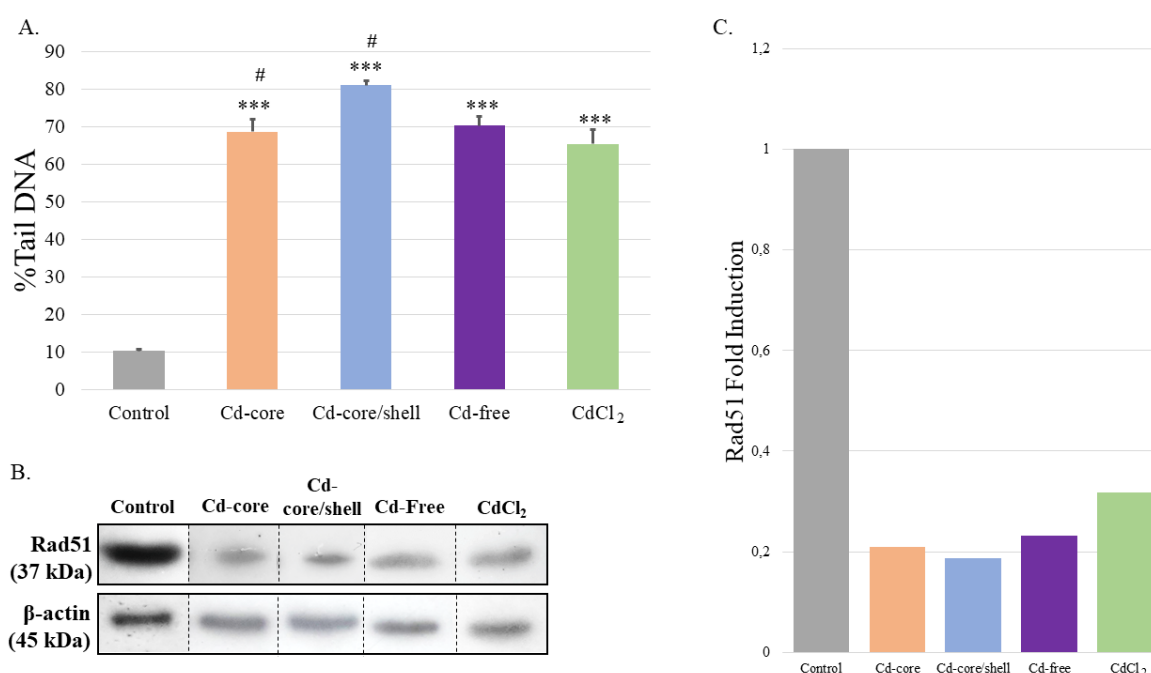 A.
%Tail DNA
90
80
70
60
50
40
30
20
10
0
#
***
#
***
***
***
Control Cd-core Cd-core/shell Cd-free CdCl₂
B.
Control Cd-core Cd-core/shell Cd-Free CdCl₂
Rad51
(37 kDa)
β-actin
(45 kDa)
C.
Rad51 Fold Induction
1,2
1
0,8
0,6
0,4
0,2
0
Control Cd-core Cd-core/shell Cd-free CdCl₂